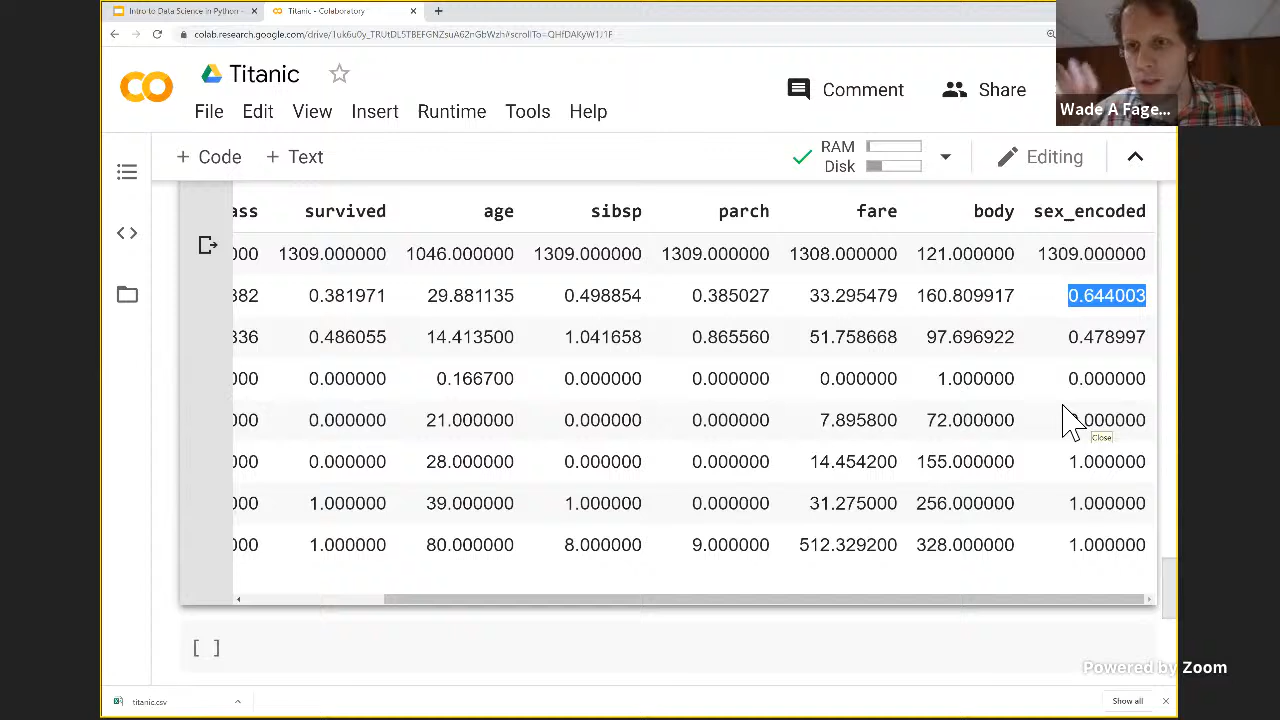 Intro to Data Science in Python -
Titanic - Colaboratory
colab.research.google.com/drive/1uk6u0y_TRUtDL5TBEFGNZsuA62nGbWzh#scrollTo=QHfDAKyW1J1F
Titanic
File Edit View Insert Runtime Tools Help
Comment Share
Wade A Fage...
+ Code + Text
RAM
Disk
Editing
ass survived age sibsp parch fare body sex_encoded
000 1309.000000 1046.000000 1309.000000 1309.000000 1308.000000 121.000000 1309.000000
382 0.381971 29.881135 0.498854 0.385027 33.295479 160.809917 0.644003
336 0.486055 14.413500 1.041658 0.865560 51.758668 97.696922 0.478997
000 0.000000 0.166700 0.000000 0.000000 0.000000 1.000000 0.000000
000 0.000000 21.000000 0.000000 0.000000 7.895800 72.000000 0.000000
Close
000 0.000000 28.000000 0.000000 0.000000 14.454200 155.000000 1.000000
000 1.000000 39.000000 1.000000 0.000000 31.275000 256.000000 1.000000
000 1.000000 80.000000 8.000000 9.000000 512.329200 328.000000 1.000000
[ ]
Powered by Zoom
titanic.csv
Show all